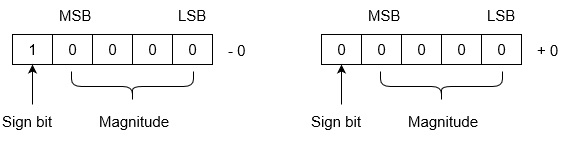 MSB LSB MSB LSB
1 0 0 0 0 - 0 0 0 0 0 0 + 0
Sign bit Magnitude Sign bit Magnitude